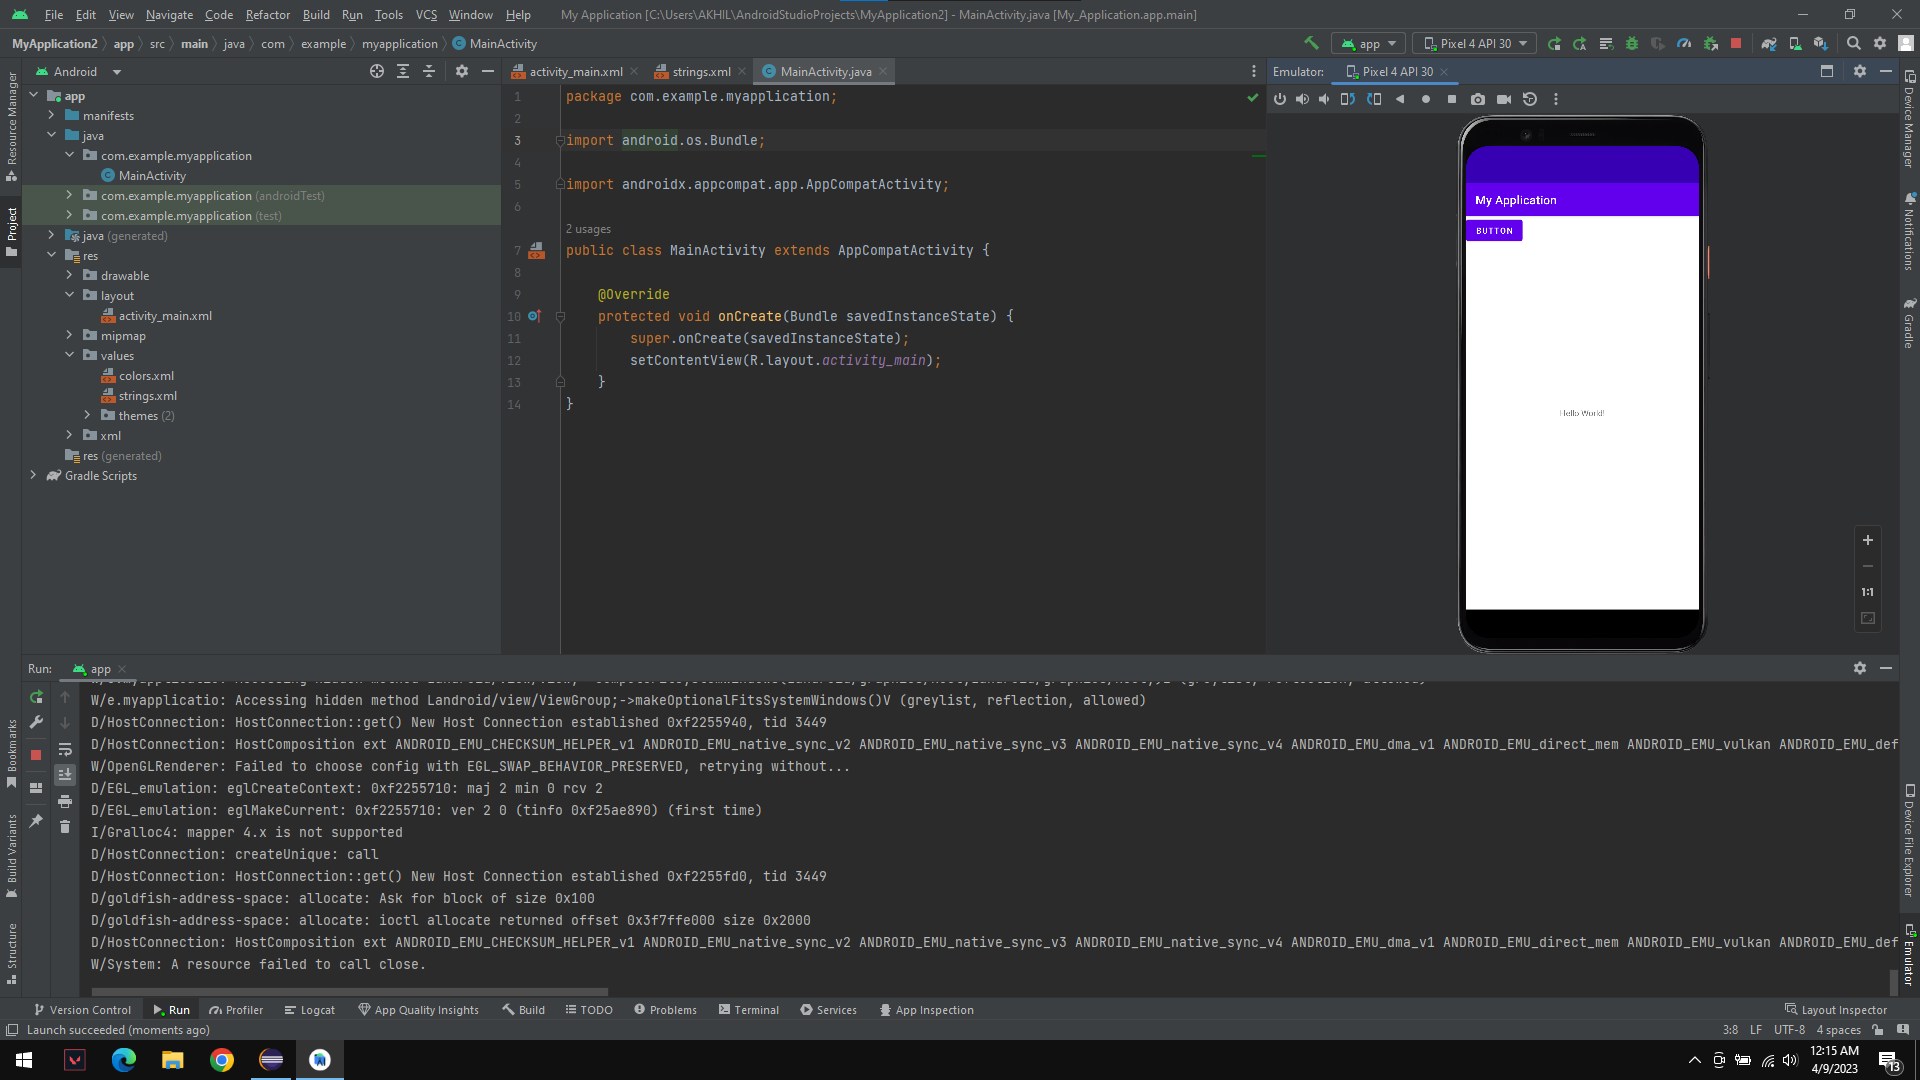 File Edit View Navigate Code Refactor Build Run Tools VCS Window Help My Application [C:\Users\AKHIL\AndroidStudioProjects\MyApplication2] - MainActivity.java [My_Application.app.main]
MyApplication2 app src main java com example myapplication MainActivity app Pixel 4 API 30
Android
activity_main.xml strings.xml MainActivity.java
Emulator: Pixel 4 API 30
Resource Manager
Project
app
manifests
java
com.example.myapplication
MainActivity
com.example.myapplication (androidTest)
com.example.myapplication (test)
java (generated)
res
drawable
layout
activity_main.xml
mipmap
values
colors.xml
strings.xml
themes (2)
xml
res (generated)
Gradle Scripts
1 package com.example.myapplication;
2
3 import android.os.Bundle;
4
5 import androidx.appcompat.app.AppCompatActivity;
6
2 usages
7 public class MainActivity extends AppCompatActivity {
8
9 @Override
10 protected void onCreate(Bundle savedInstanceState) {
11 super.onCreate(savedInstanceState);
12 setContentView(R.layout.activity_main);
13 }
14 }
My Application
BUTTON
Hello World!
1:1
Device Manager
Notifications
Gradle
Device File Explorer
Emulator
Run: app
W/e.myapplicatio: Accessing hidden method Landroid/view/ViewGroup;->makeOptionalFitsSystemWindows()V (greylist, reflection, allowed)
D/HostConnection: HostConnection::get() New Host Connection established 0xf2255940, tid 3449
D/HostConnection: HostComposition ext ANDROID_EMU_CHECKSUM_HELPER_v1 ANDROID_EMU_native_sync_v2 ANDROID_EMU_native_sync_v3 ANDROID_EMU_native_sync_v4 ANDROID_EMU_dma_v1 ANDROID_EMU_direct_mem ANDROID_EMU_vulkan ANDROID_EMU_def
W/OpenGLRenderer: Failed to choose config with EGL_SWAP_BEHAVIOR_PRESERVED, retrying without...
D/EGL_emulation: eglCreateContext: 0xf2255710: maj 2 min 0 rcv 2
D/EGL_emulation: eglMakeCurrent: 0xf2255710: ver 2 0 (tinfo 0xf25ae890) (first time)
I/Gralloc4: mapper 4.x is not supported
D/HostConnection: createUnique: call
D/HostConnection: HostConnection::get() New Host Connection established 0xf2255fd0, tid 3449
D/goldfish-address-space: allocate: Ask for block of size 0x100
D/goldfish-address-space: allocate: ioctl allocate returned offset 0x3f7ffe000 size 0x2000
D/HostConnection: HostComposition ext ANDROID_EMU_CHECKSUM_HELPER_v1 ANDROID_EMU_native_sync_v2 ANDROID_EMU_native_sync_v3 ANDROID_EMU_native_sync_v4 ANDROID_EMU_dma_v1 ANDROID_EMU_direct_mem ANDROID_EMU_vulkan ANDROID_EMU_def
W/System: A resource failed to call close.
Bookmarks
Build Variants
Structure
Version Control Run Profiler Logcat App Quality Insights Build TODO Problems Terminal Services App Inspection Layout Inspector
Launch succeeded (moments ago) 3:8 LF UTF-8 4 spaces
12:15 AM
4/9/2023
13